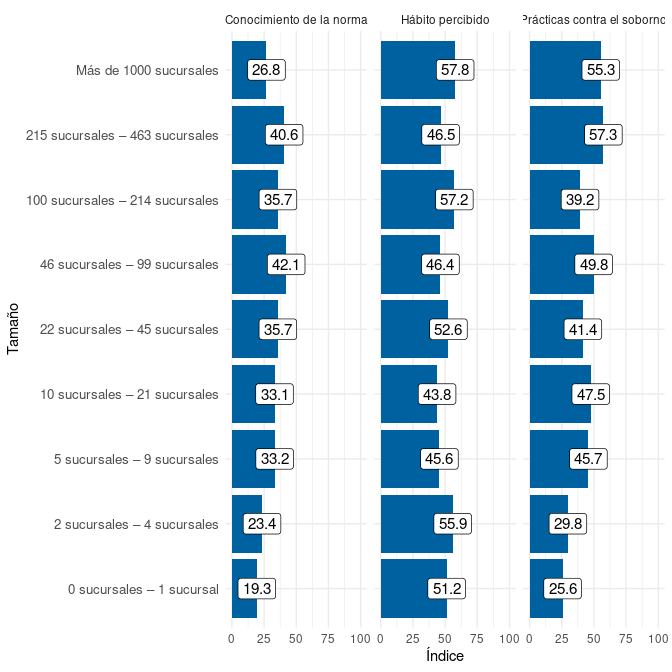 Conocimiento de la norma Hábito percibido Prácticas contra el soborno
Más de 1000 sucursales 26.8 57.8 55.3
215 sucursales – 463 sucursales 40.6 46.5 57.3
100 sucursales – 214 sucursales 35.7 57.2 39.2
46 sucursales – 99 sucursales 42.1 46.4 49.8
22 sucursales – 45 sucursales 35.7 52.6 41.4
10 sucursales – 21 sucursales 33.1 43.8 47.5
5 sucursales – 9 sucursales 33.2 45.6 45.7
2 sucursales – 4 sucursales 23.4 55.9 29.8
0 sucursales – 1 sucursal 19.3 51.2 25.6
0 25 50 75 100 0 25 50 75 100 0 25 50 75 100
Índice
Tamaño